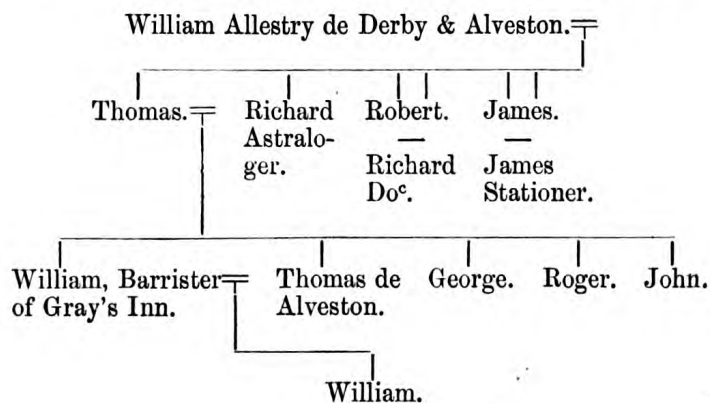 William Allestry de Derby & Alveston.
Thomas. Richard Robert. James.
Astralo- — —
ger. Richard James
Doᶜ. Stationer.
William, Barrister Thomas de George. Roger. John.
of Gray's Inn. Alveston.
William.